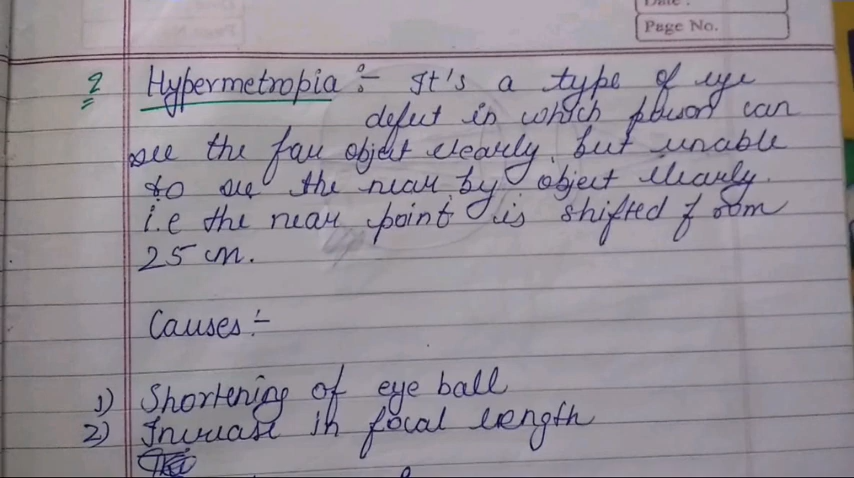 Date :
Page No.
2 Hypermetropia :- It's a type of eye
defect in which person can
see the far object clearly, but unable
to see the near by object clearly.
i.e the near point is shifted from
25 cm.
Causes :-
1) Shortening of eye ball
2) Increase in focal length